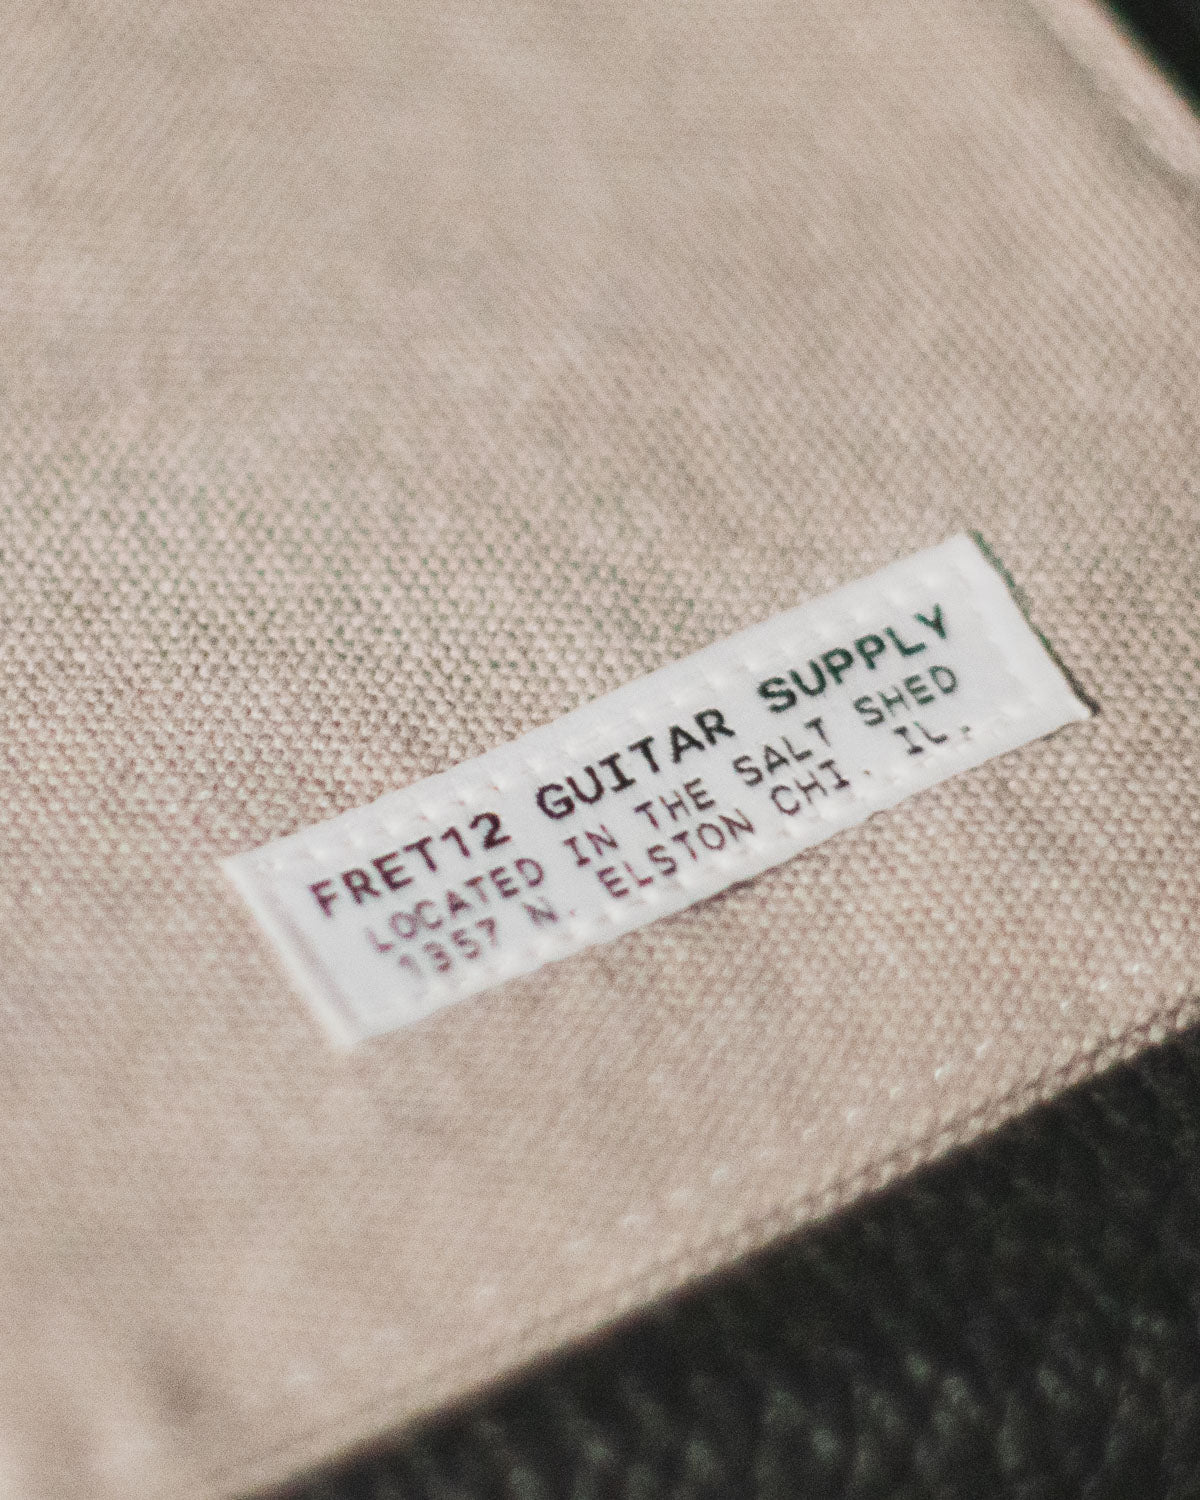 FRET12 GUITAR SUPPLY
LOCATED IN THE SALT SHED
1357 N. ELSTON CHI. IL.